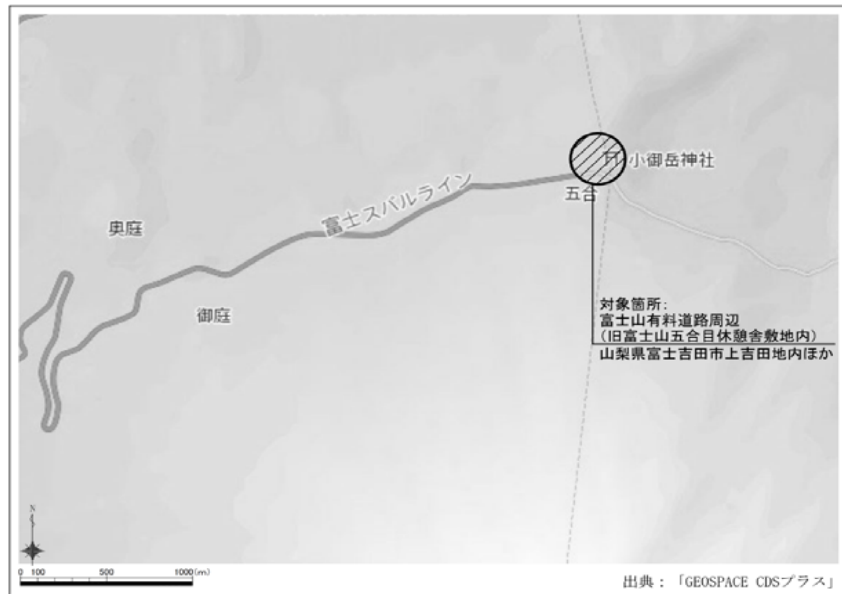 小御岳神社
五合
富士スバルライン
奥庭
御庭
対象箇所:
富士山有料道路周辺
(旧富士山五合目休憩舎敷地内)
山梨県富士吉田市上吉田地内ほか
N
0 100 500 1000(m)
出典：「GEOSPACE CDSプラス」